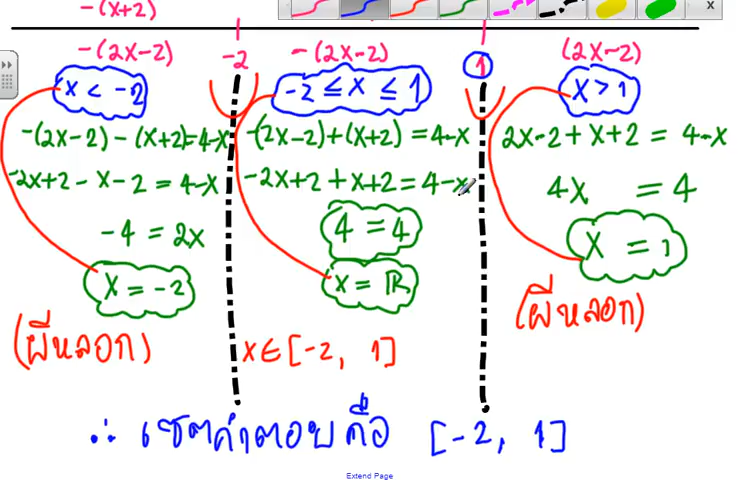 -(x+2)
x
-(2x-2) -2 -(2x-2) 1 (2x-2)
x < -2 -2 ≤ x ≤ 1 x > 1
-(2x-2) - (x+2) = 4-x -(2x-2) + (x+2) = 4-x 2x-2 + x+2 = 4-x
-2x+2 - x - 2 = 4-x -2x+2 + x+2 = 4-x 4x = 4
-4 = 2x 4 = 4 x = 1
x = -2 x = ℝ
(ผีหลอก) x ∈ [-2, 1] (ผีหลอก)
∴ เซตคำตอบคือ [-2, 1]
Extend Page